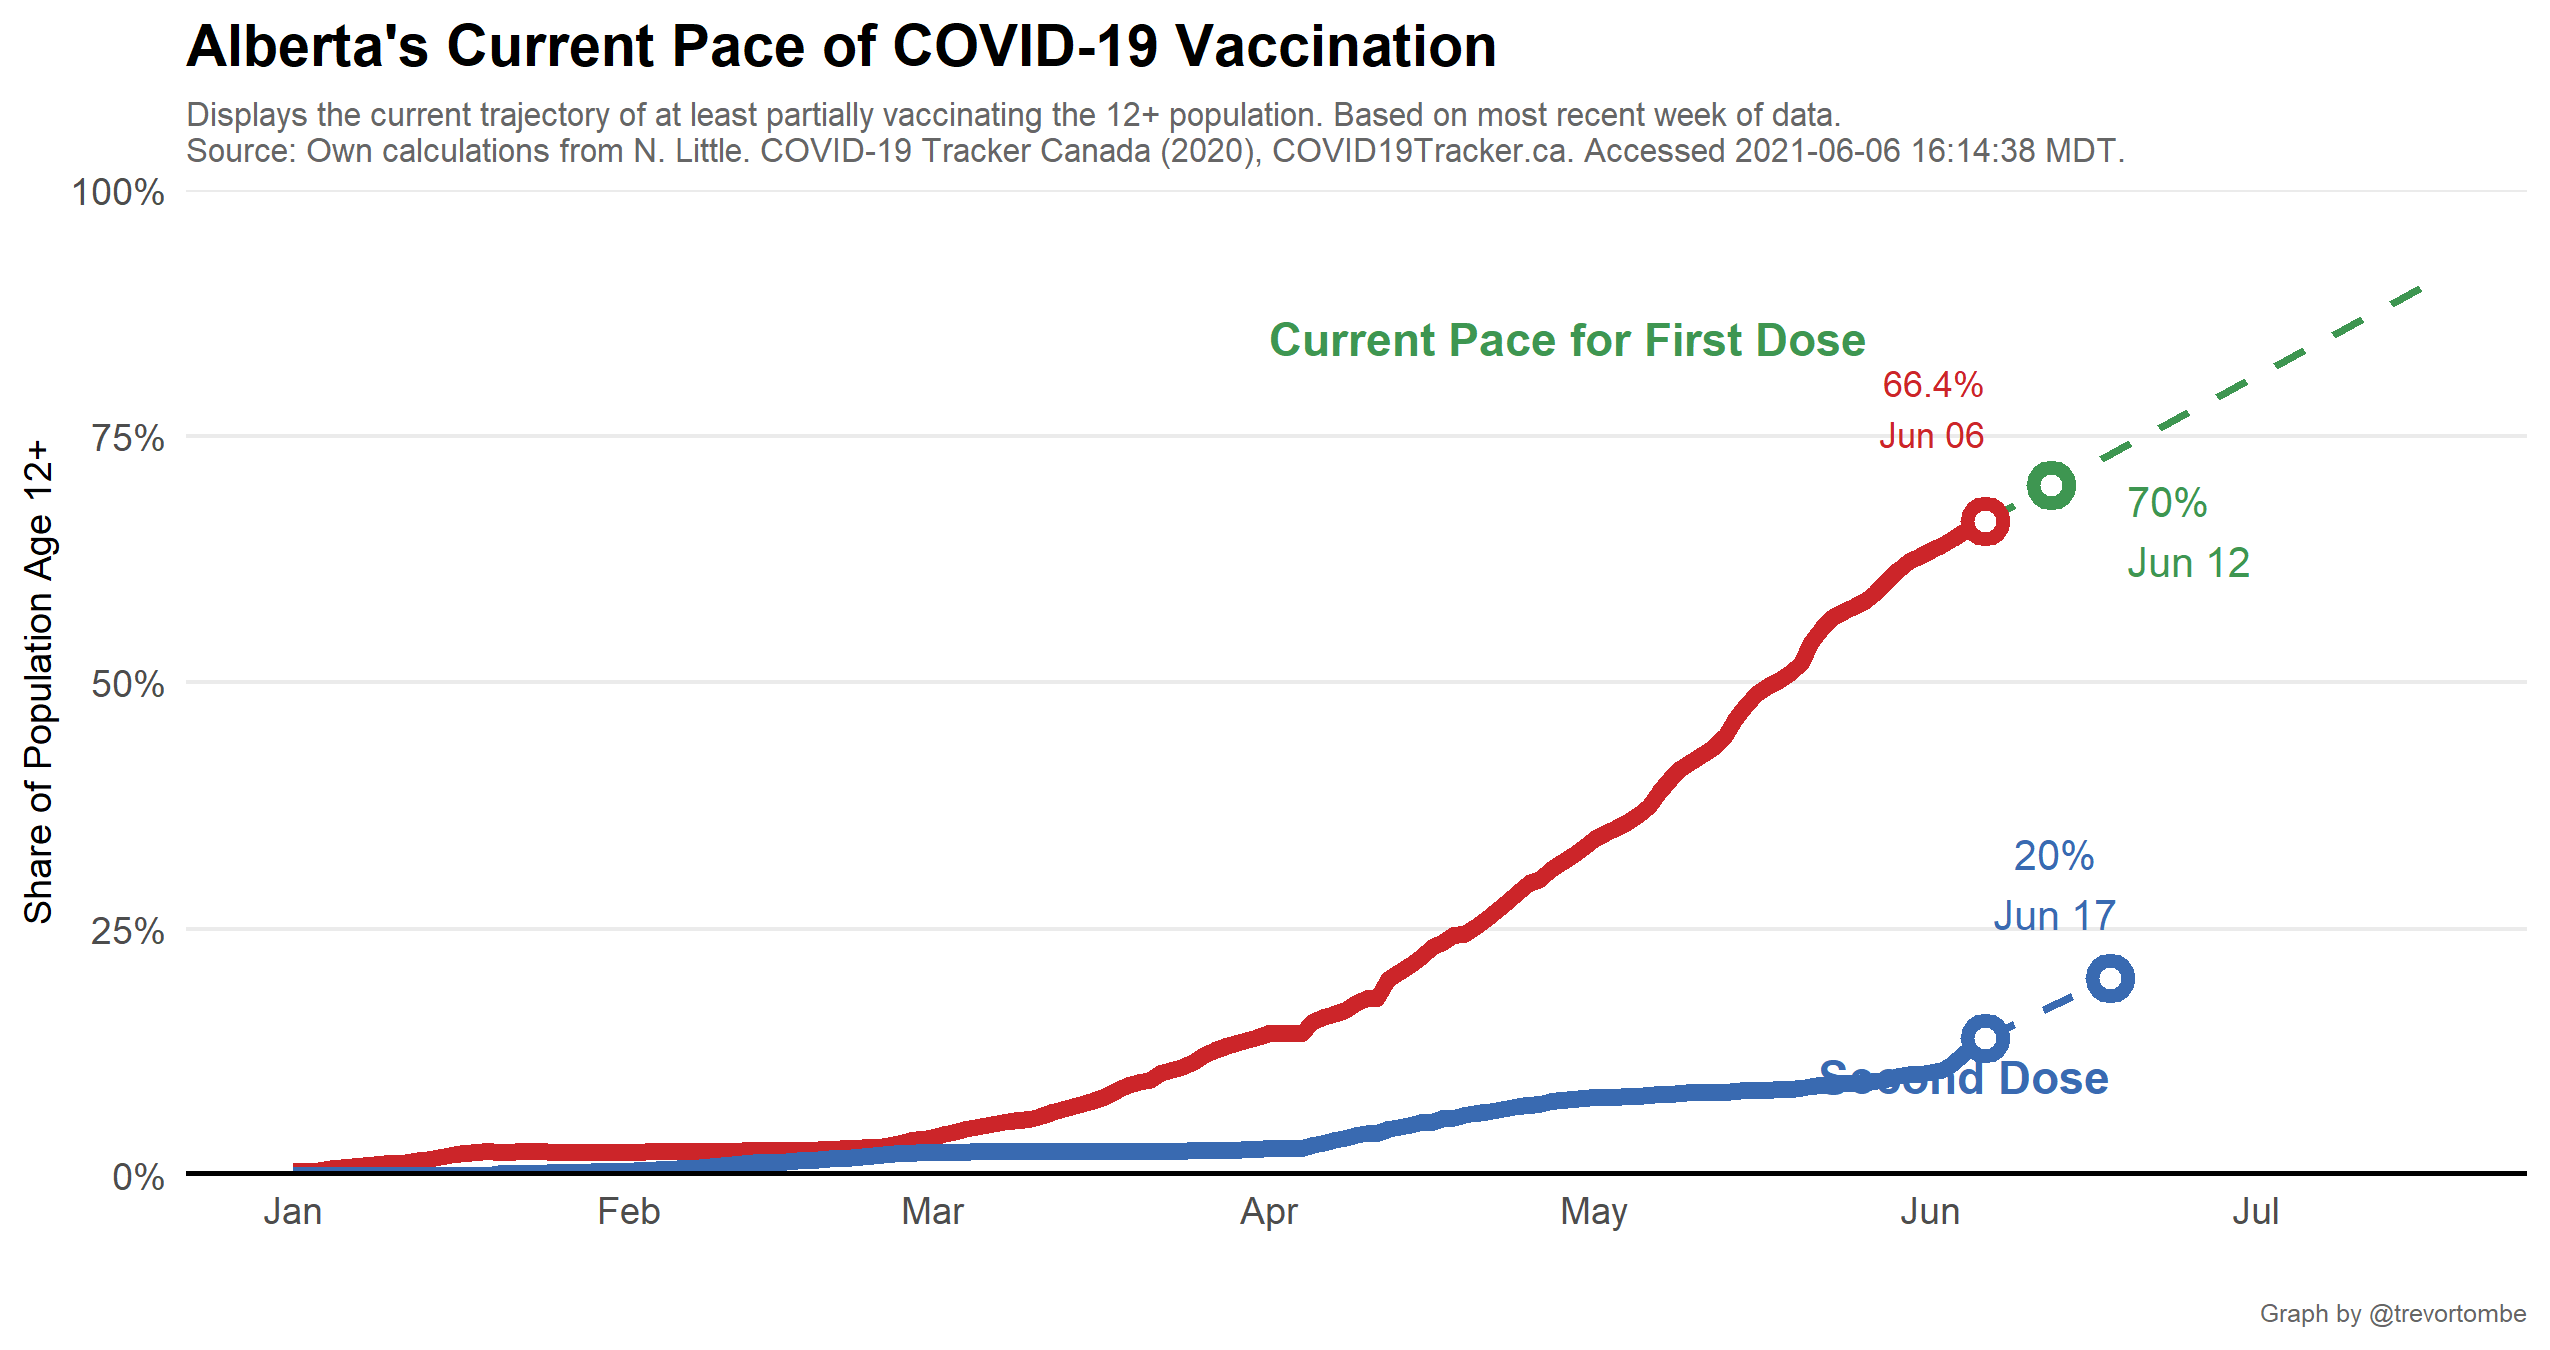 Alberta's Current Pace of COVID-19 Vaccination
Displays the current trajectory of at least partially vaccinating the 12+ population. Based on most recent week of data.
Source: Own calculations from N. Little. COVID-19 Tracker Canada (2020), COVID19Tracker.ca. Accessed 2021-06-06 16:14:38 MDT.
100%
75%
50%
25%
0%
Share of Population Age 12+
Current Pace for First Dose
66.4%
Jun 06
70%
Jun 12
20%
Jun 17
Second Dose
Jan
Feb
Mar
Apr
May
Jun
Jul
Graph by @trevortombe